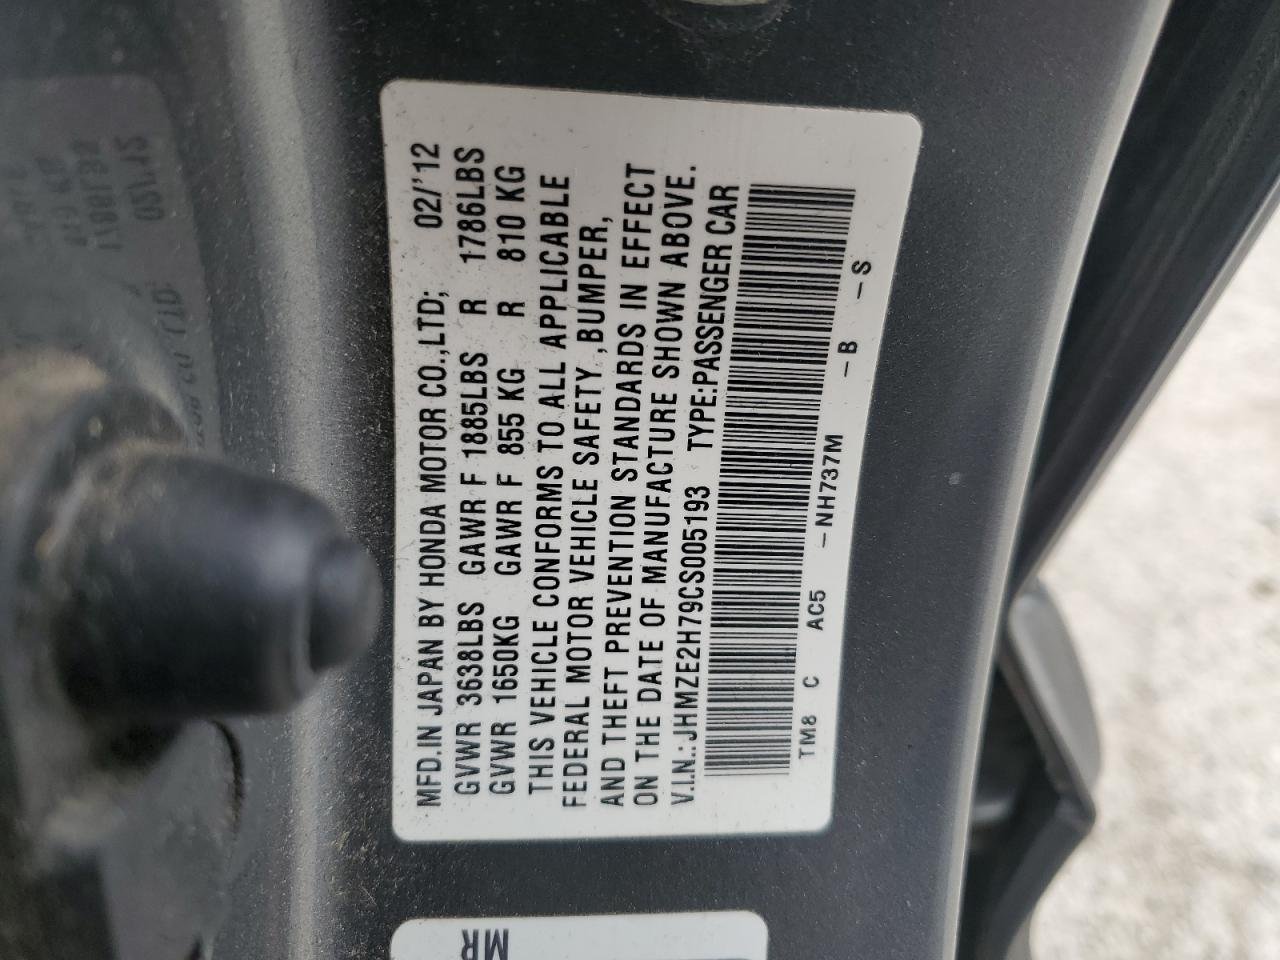 MFD.IN JAPAN BY HONDA MOTOR CO.,LTD; 02/'12
GVWR 3638LBS GAWR F 1885LBS R 1786LBS
GVWR 1650KG GAWR F 855 KG R 810 KG
THIS VEHICLE CONFORMS TO ALL APPLICABLE
FEDERAL MOTOR VEHICLE SAFETY ,BUMPER,
AND THEFT PREVENTION STANDARDS IN EFFECT
ON THE DATE OF MANUFACTURE SHOWN ABOVE.
V.I.N.:JHMZE2H79CS005193 TYPE:PASSENGER CAR
TM8 C AC5 -NH737M -B -S
MR